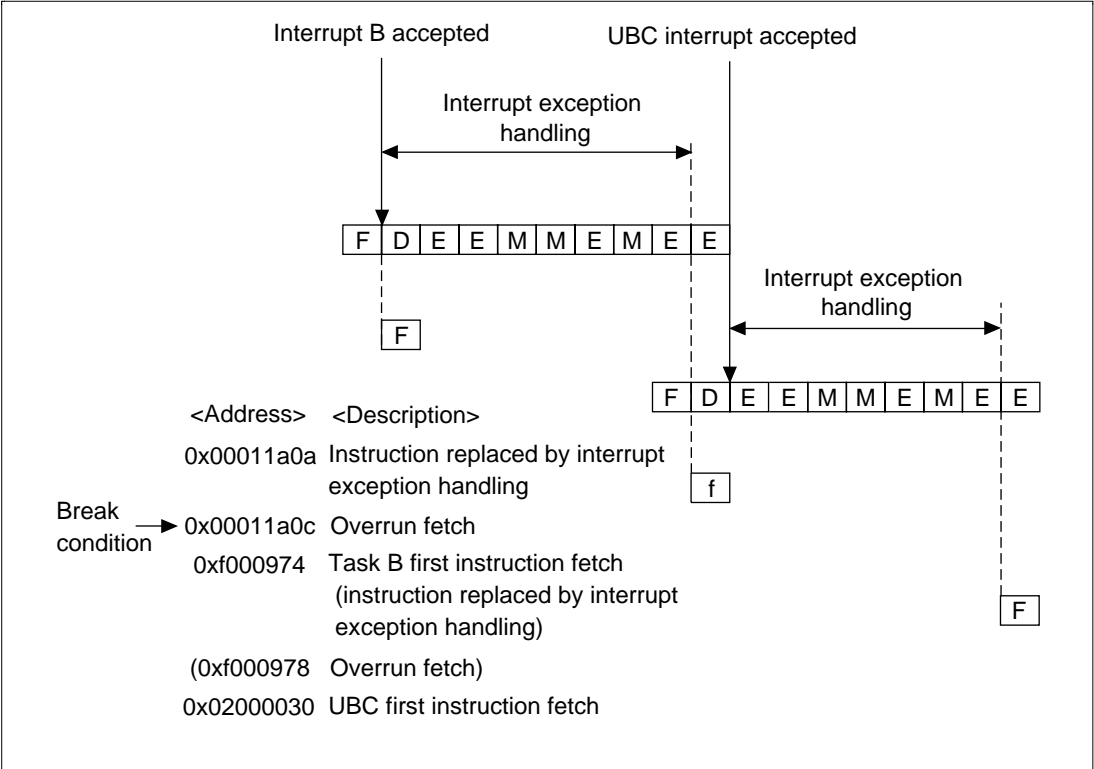 Interrupt B accepted
UBC interrupt accepted
Interrupt exception
handling
F D E E M M E M E E
Interrupt exception
handling
F
F D E E M M E M E E
<Address> <Description>
0x00011a0a Instruction replaced by interrupt
exception handling
f
Break
condition
0x00011a0c Overrun fetch
0xf000974 Task B first instruction fetch
(instruction replaced by interrupt
exception handling)
F
(0xf000978 Overrun fetch)
0x02000030 UBC first instruction fetch